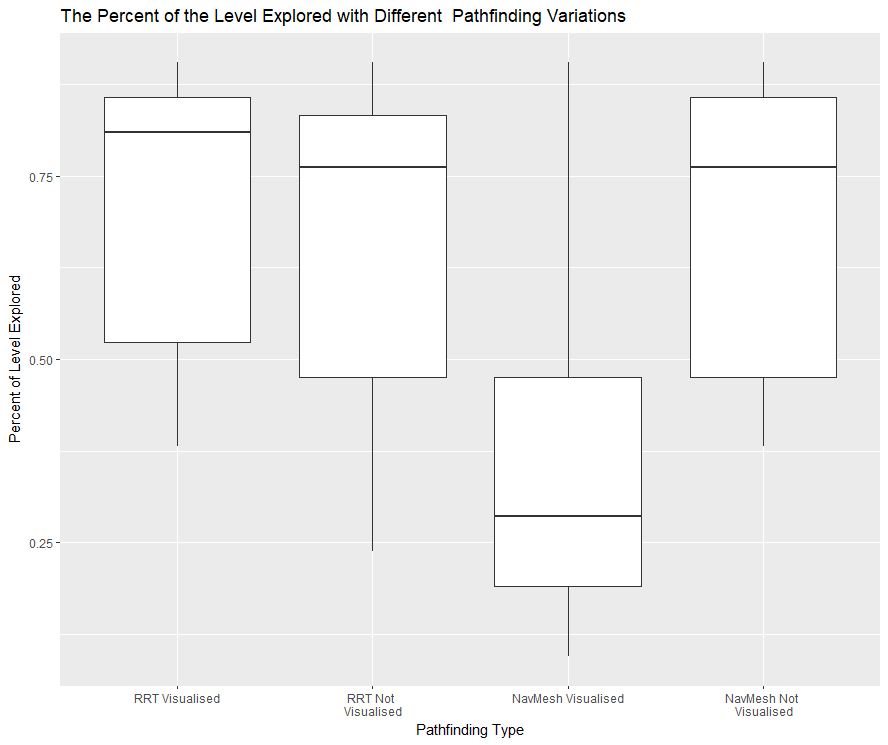 The Percent of the Level Explored with Different  Pathfinding Variations
Percent of Level Explored
0.75
0.50
0.25
RRT Visualised
RRT Not
Visualised
NavMesh Visualised
NavMesh Not
Visualised
Pathfinding Type